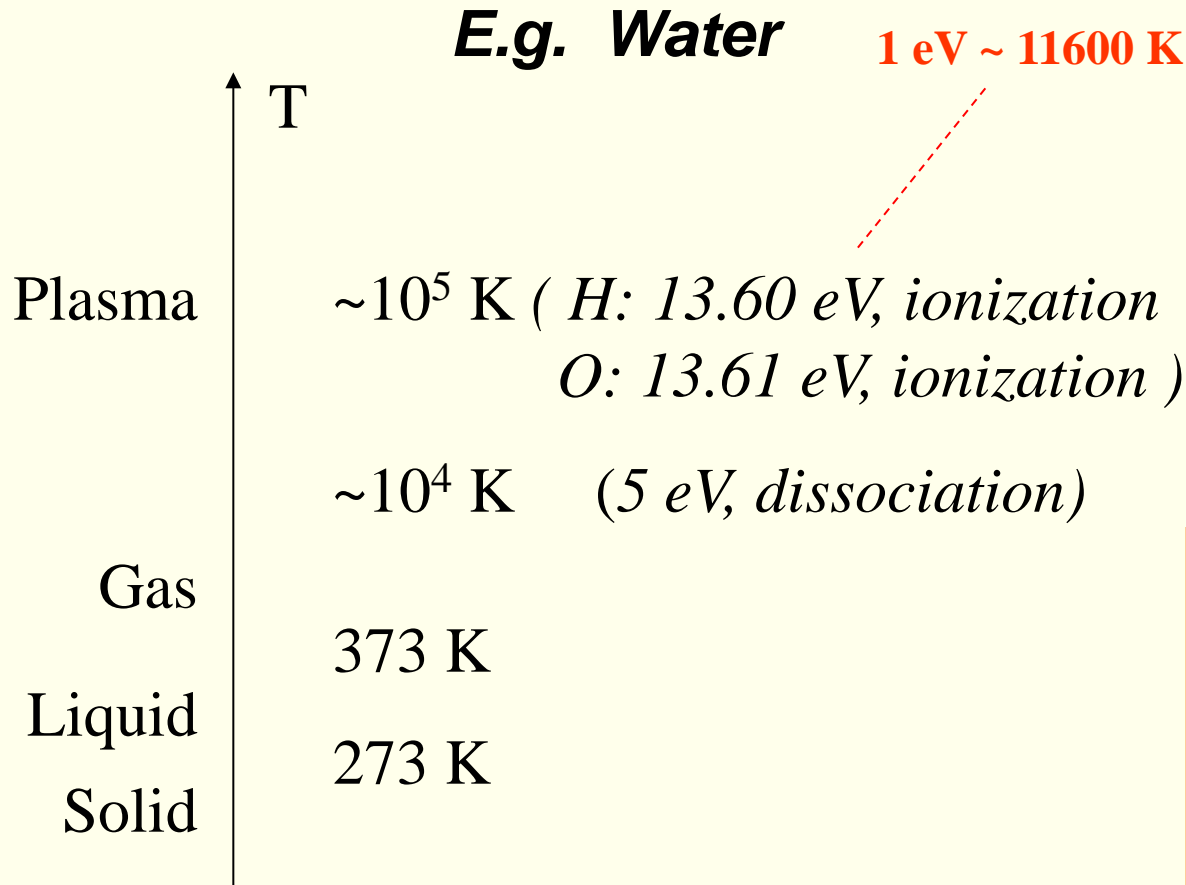 E.g. Water
1 eV ~ 11600 K
T
Plasma ~10⁵ K ( H: 13.60 eV, ionization
O: 13.61 eV, ionization )
~10⁴ K (5 eV, dissociation)
Gas
373 K
Liquid
273 K
Solid